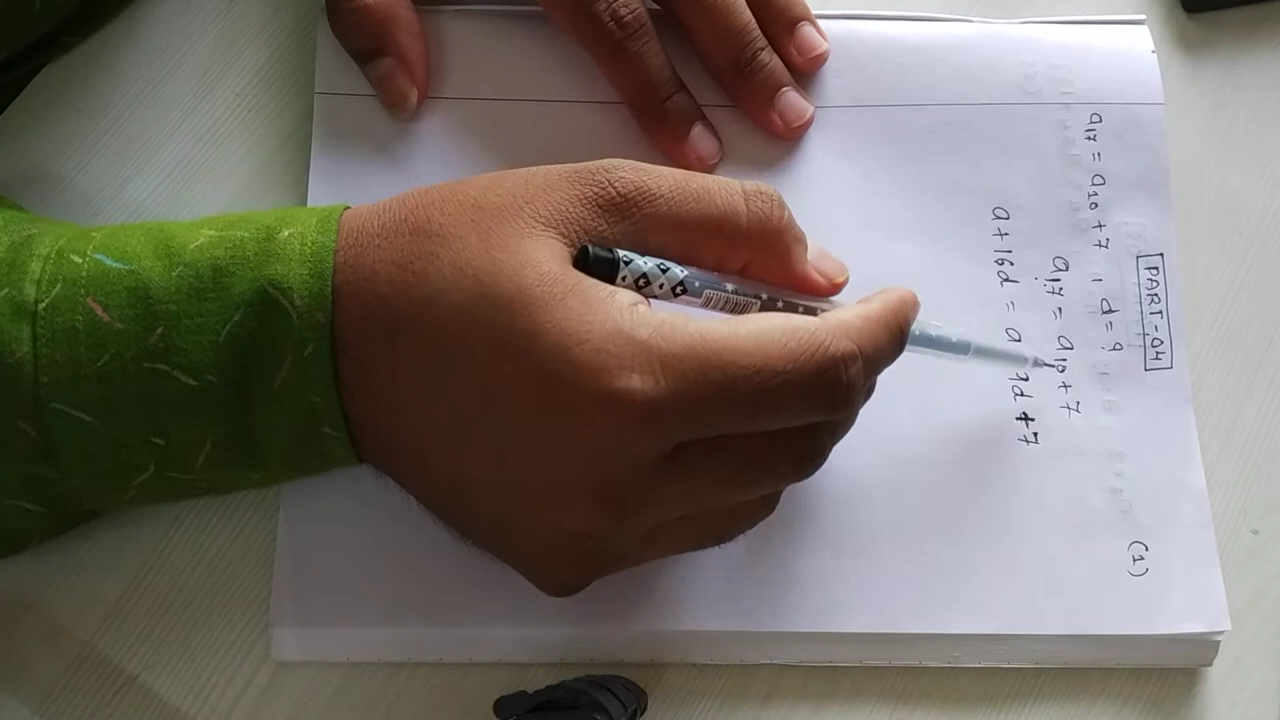 PART-04
(1)
a₁₇ = a₁₀ + 7 , d = ?
a₁₇ = a₁₀ + 7
a + 16d = a 9d + 7